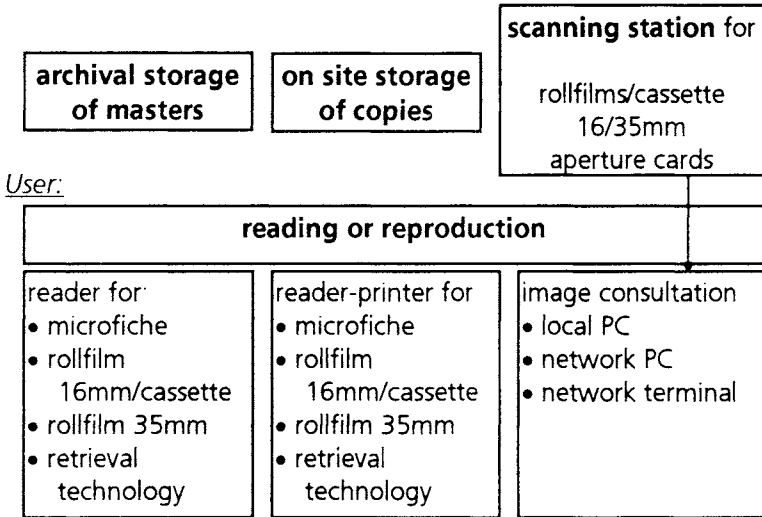 archival storage
of masters
on site storage
of copies
scanning station for
rollfilms/cassette
16/35mm
aperture cards
User:
reading or reproduction
reader for
• microfiche
• rollfilm
16mm/cassette
• rollfilm 35mm
• retrieval
technology
reader-printer for
• microfiche
• rollfilm
16mm/cassette
• rollfilm 35mm
• retrieval
technology
image consultation
• local PC
• network PC
• network terminal